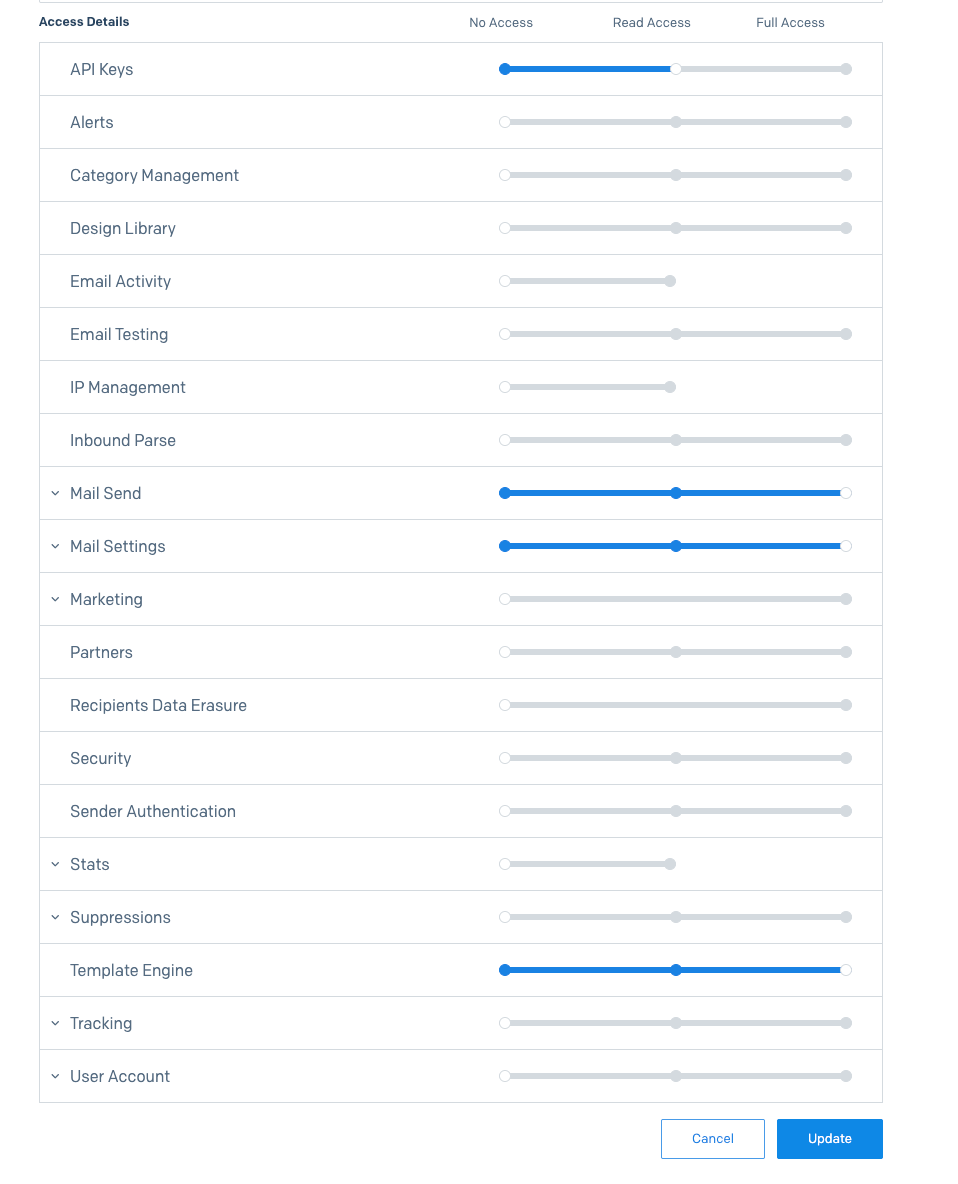 Access Details No Access Read Access Full Access
API Keys
Alerts
Category Management
Design Library
Email Activity
Email Testing
IP Management
Inbound Parse
Mail Send
Mail Settings
Marketing
Partners
Recipients Data Erasure
Security
Sender Authentication
Stats
Suppressions
Template Engine
Tracking
User Account
Cancel Update